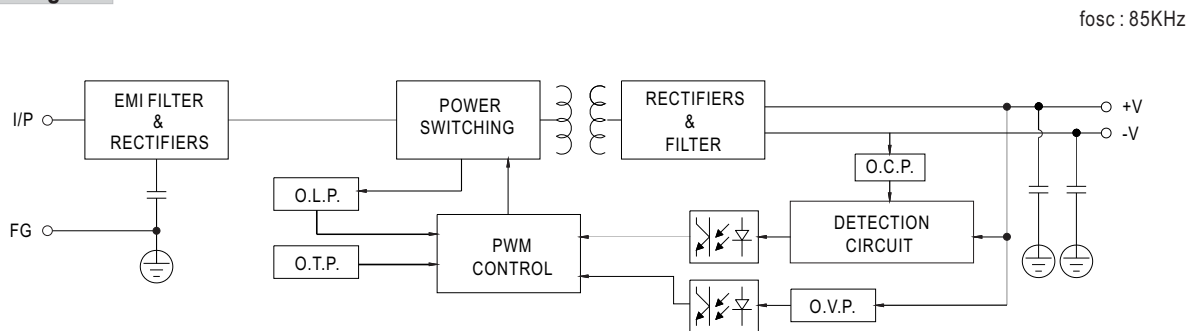 fosc : 85KHz
I/P
EMI FILTER
&
RECTIFIERS
POWER
SWITCHING
RECTIFIERS
&
FILTER
+V
-V
O.C.P.
O.L.P.
FG
PWM
CONTROL
DETECTION
CIRCUIT
O.T.P.
O.V.P.